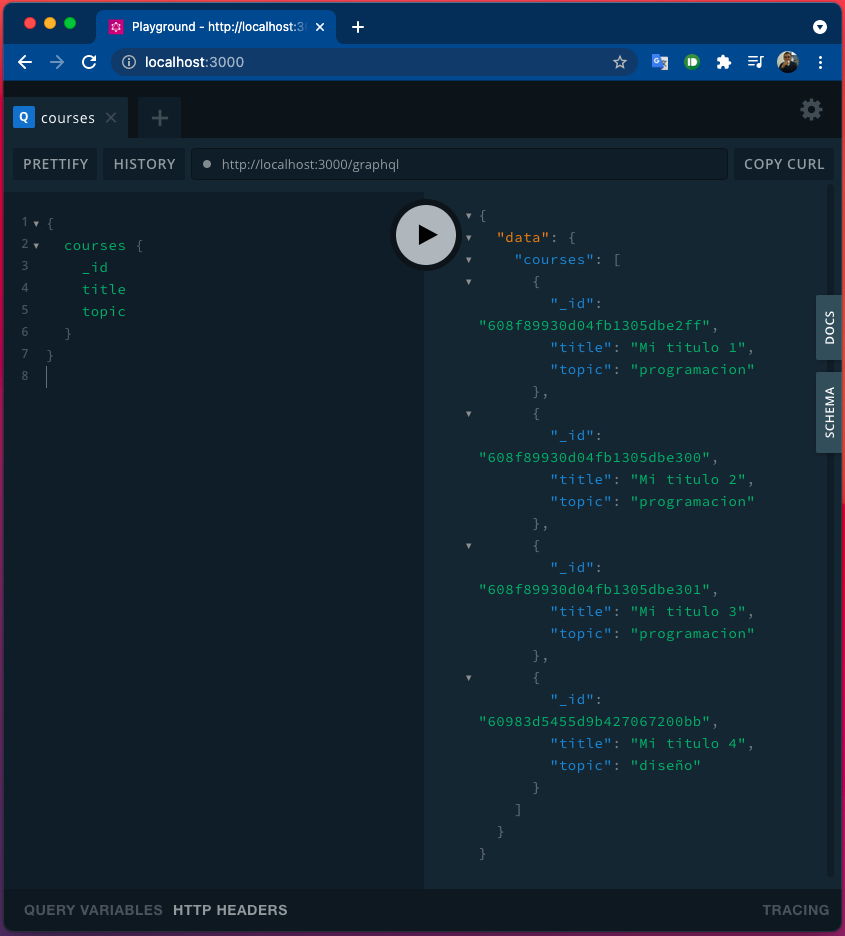 Playground - http://localhost:3
localhost:3000
Q courses
PRETTIFY HISTORY http://localhost:3000/graphql COPY CURL
1 {
2 courses {
3 _id
4 title
5 topic
6 }
7 }
8
{
"data": {
"courses": [
{
"_id":
"608f89930d04fb1305dbe2ff",
"title": "Mi titulo 1",
"topic": "programacion"
},
{
"_id":
"608f89930d04fb1305dbe300",
"title": "Mi titulo 2",
"topic": "programacion"
},
{
"_id":
"608f89930d04fb1305dbe301",
"title": "Mi titulo 3",
"topic": "programacion"
},
{
"_id":
"60983d5455d9b427067200bb",
"title": "Mi titulo 4",
"topic": "diseño"
}
]
}
}
DOCS
SCHEMA
QUERY VARIABLES HTTP HEADERS TRACING